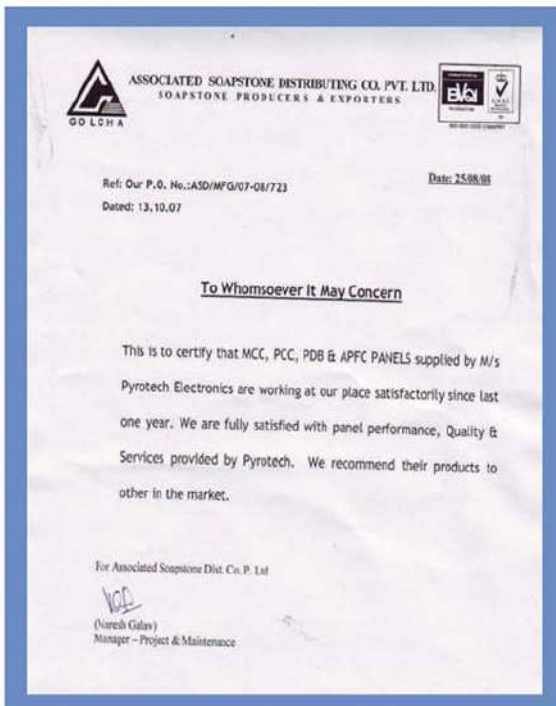 ASSOCIATED SOAPSTONE DISTRIBUTING CO. PVT. LTD.
SOAPSTONE PRODUCERS & EXPORTERS
GOLCHA
BVQI
Ref: Our P.O. No.:ASD/MFG/07-08/723
Date: 25/08/08
Dated: 13.10.07
To Whomsoever It May Concern
This is to certify that MCC, PCC, PDB & APFC PANELS supplied by M/s
Pyrotech Electronics are working at our place satisfactorily since last
one year. We are fully satisfied with panel performance, Quality &
Services provided by Pyrotech. We recommend their products to
other in the market.
For Associated Soapstone Dist. Co. P. Ltd
(Naresh Galav)
Manager – Project & Maintenance